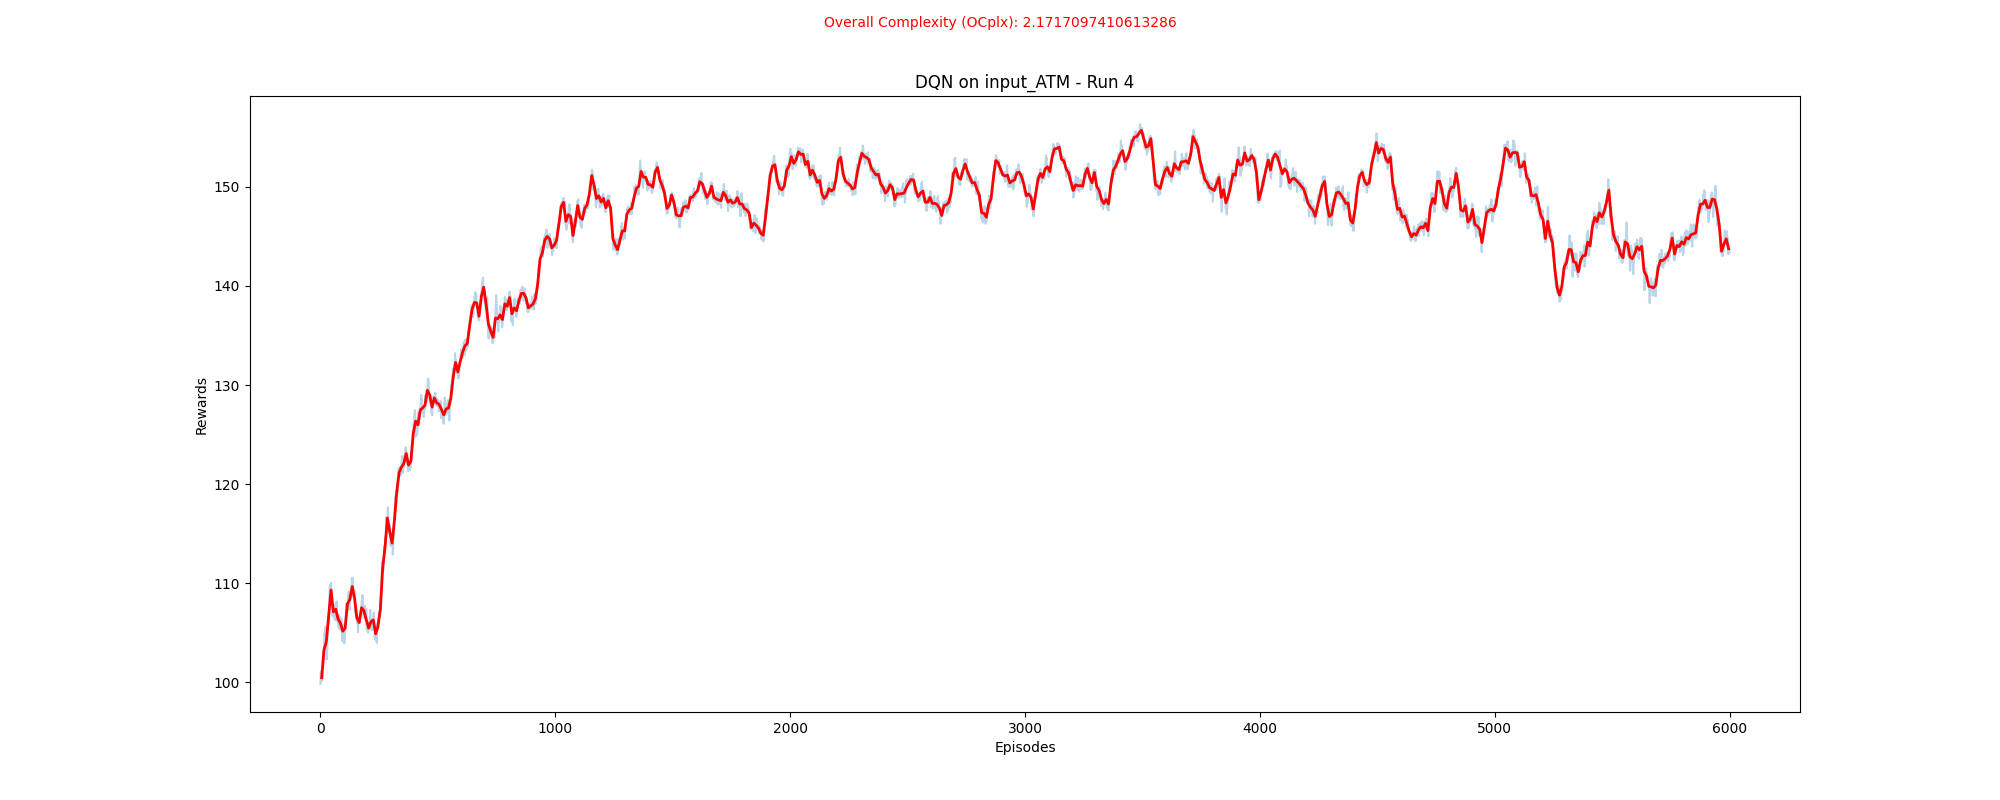 Overall Complexity (OCplx): 2.1717097410613286
DQN on input_ATM - Run 4
150
140
130
120
110
100
Rewards
0 1000 2000 3000 4000 5000 6000
Episodes